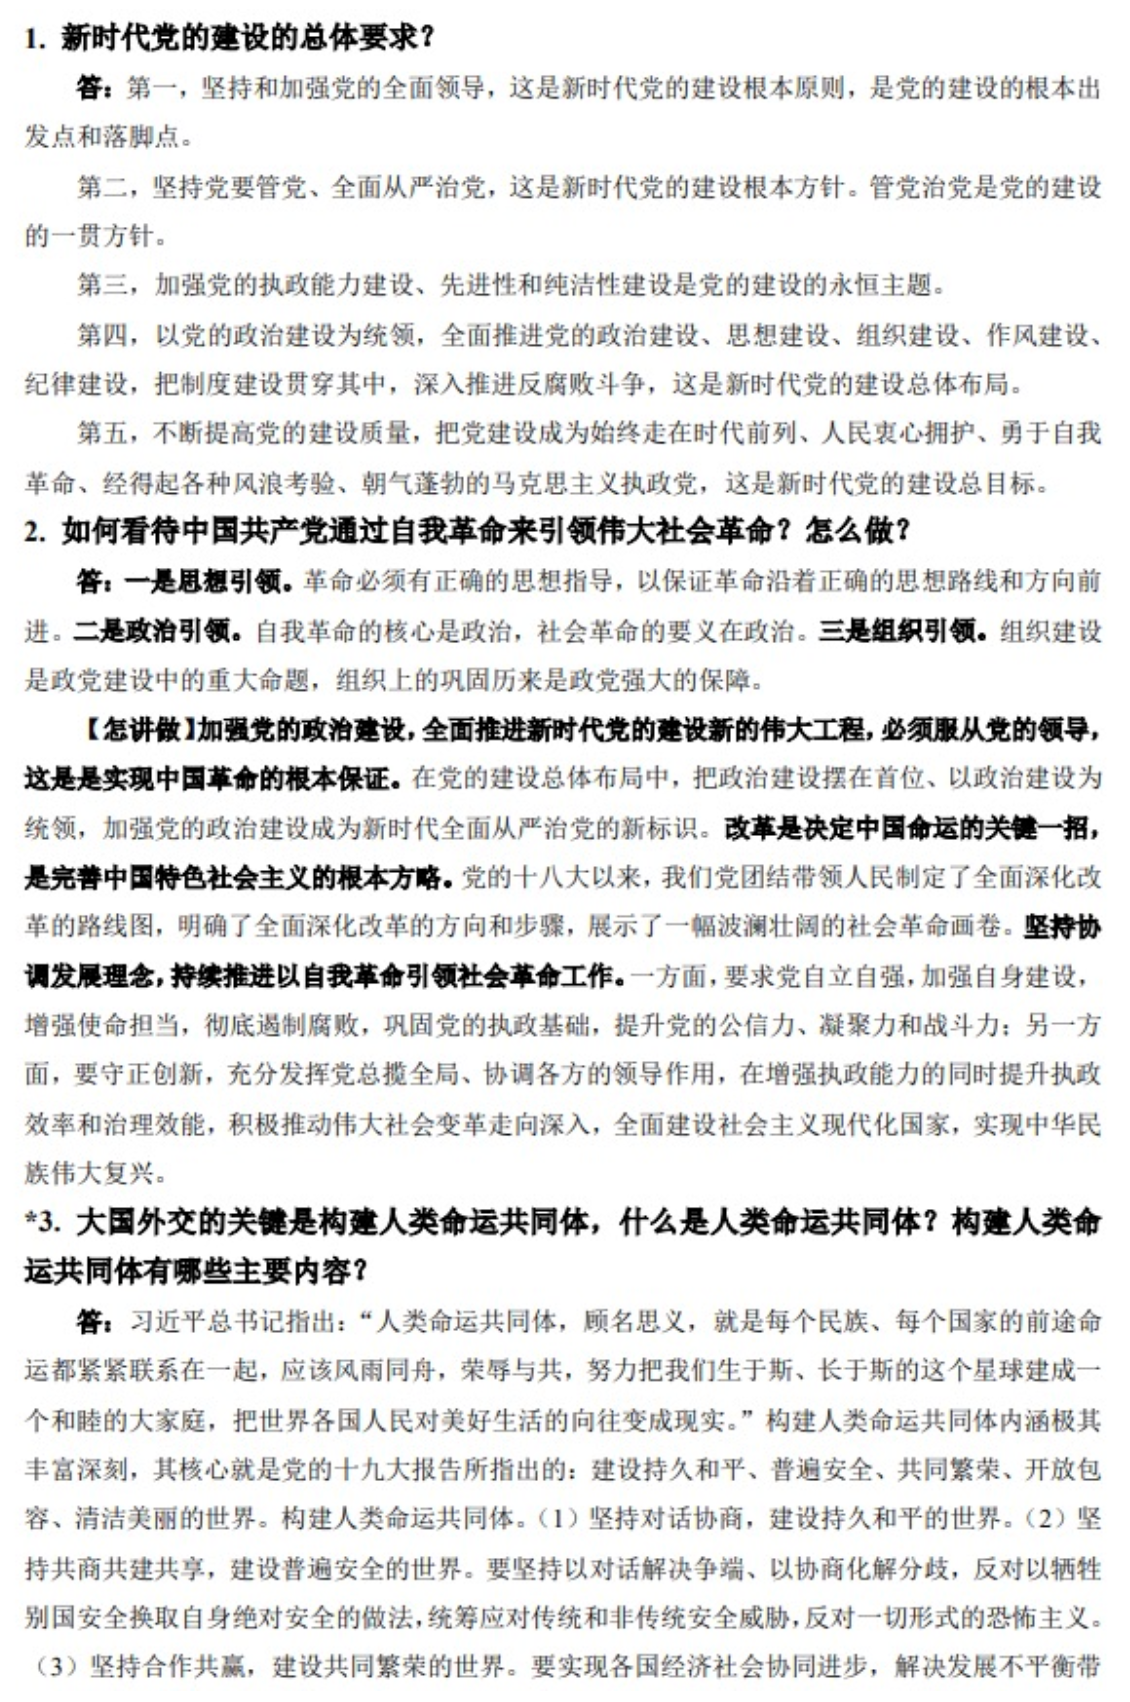 1. 新时代党的建设的总体要求？
答：第一，坚持和加强党的全面领导，这是新时代党的建设根本原则，是党的建设的根本出
发点和落脚点。
第二，坚持党要管党、全面从严治党，这是新时代党的建设根本方针。管党治党是党的建设
的一贯方针。
第三，加强党的执政能力建设、先进性和纯洁性建设是党的建设的永恒主题。
第四，以党的政治建设为统领，全面推进党的政治建设、思想建设、组织建设、作风建设、
纪律建设，把制度建设贯穿其中，深入推进反腐败斗争，这是新时代党的建设总体布局。
第五，不断提高党的建设质量，把党建设成为始终走在时代前列、人民衷心拥护、勇于自我
革命、经得起各种风浪考验、朝气蓬勃的马克思主义执政党，这是新时代党的建设总目标。
2. 如何看待中国共产党通过自我革命来引领伟大社会革命？怎么做？
答：一是思想引领。革命必须有正确的思想指导，以保证革命沿着正确的思想路线和方向前
进。二是政治引领。自我革命的核心是政治，社会革命的要义在政治。三是组织引领。组织建设
是政党建设中的重大命题，组织上的巩固历来是政党强大的保障。
【怎讲做】加强党的政治建设，全面推进新时代党的建设新的伟大工程，必须服从党的领导，
这是是实现中国革命的根本保证。在党的建设总体布局中，把政治建设摆在首位、以政治建设为
统领，加强党的政治建设成为新时代全面从严治党的新标识。改革是决定中国命运的关键一招，
是完善中国特色社会主义的根本方略。党的十八大以来，我们党团结带领人民制定了全面深化改
革的路线图，明确了全面深化改革的方向和步骤，展示了一幅波澜壮阔的社会革命画卷。坚持协
调发展理念，持续推进以自我革命引领社会革命工作。一方面，要求党自立自强，加强自身建设，
增强使命担当，彻底遏制腐败，巩固党的执政基础，提升党的公信力、凝聚力和战斗力；另一方
面，要守正创新，充分发挥党总揽全局、协调各方的领导作用，在增强执政能力的同时提升执政
效率和治理效能，积极推动伟大社会变革走向深入，全面建设社会主义现代化国家，实现中华民
族伟大复兴。
*3. 大国外交的关键是构建人类命运共同体，什么是人类命运共同体？构建人类命
运共同体有哪些主要内容？
答：习近平总书记指出：“人类命运共同体，顾名思义，就是每个民族、每个国家的前途命
运都紧紧联系在一起，应该风雨同舟，荣辱与共，努力把我们生于斯、长于斯的这个星球建成一
个和睦的大家庭，把世界各国人民对美好生活的向往变成现实。”构建人类命运共同体内涵极其
丰富深刻，其核心就是党的十九大报告所指出的：建设持久和平、普遍安全、共同繁荣、开放包
容、清洁美丽的世界。构建人类命运共同体。（1）坚持对话协商，建设持久和平的世界。（2）坚
持共商共建共享，建设普遍安全的世界。要坚持以对话解决争端、以协商化解分歧，反对以牺牲
别国安全换取自身绝对安全的做法，统筹应对传统和非传统安全威胁，反对一切形式的恐怖主义。
（3）坚持合作共赢，建设共同繁荣的世界。要实现各国经济社会协同进步，解决发展不平衡带